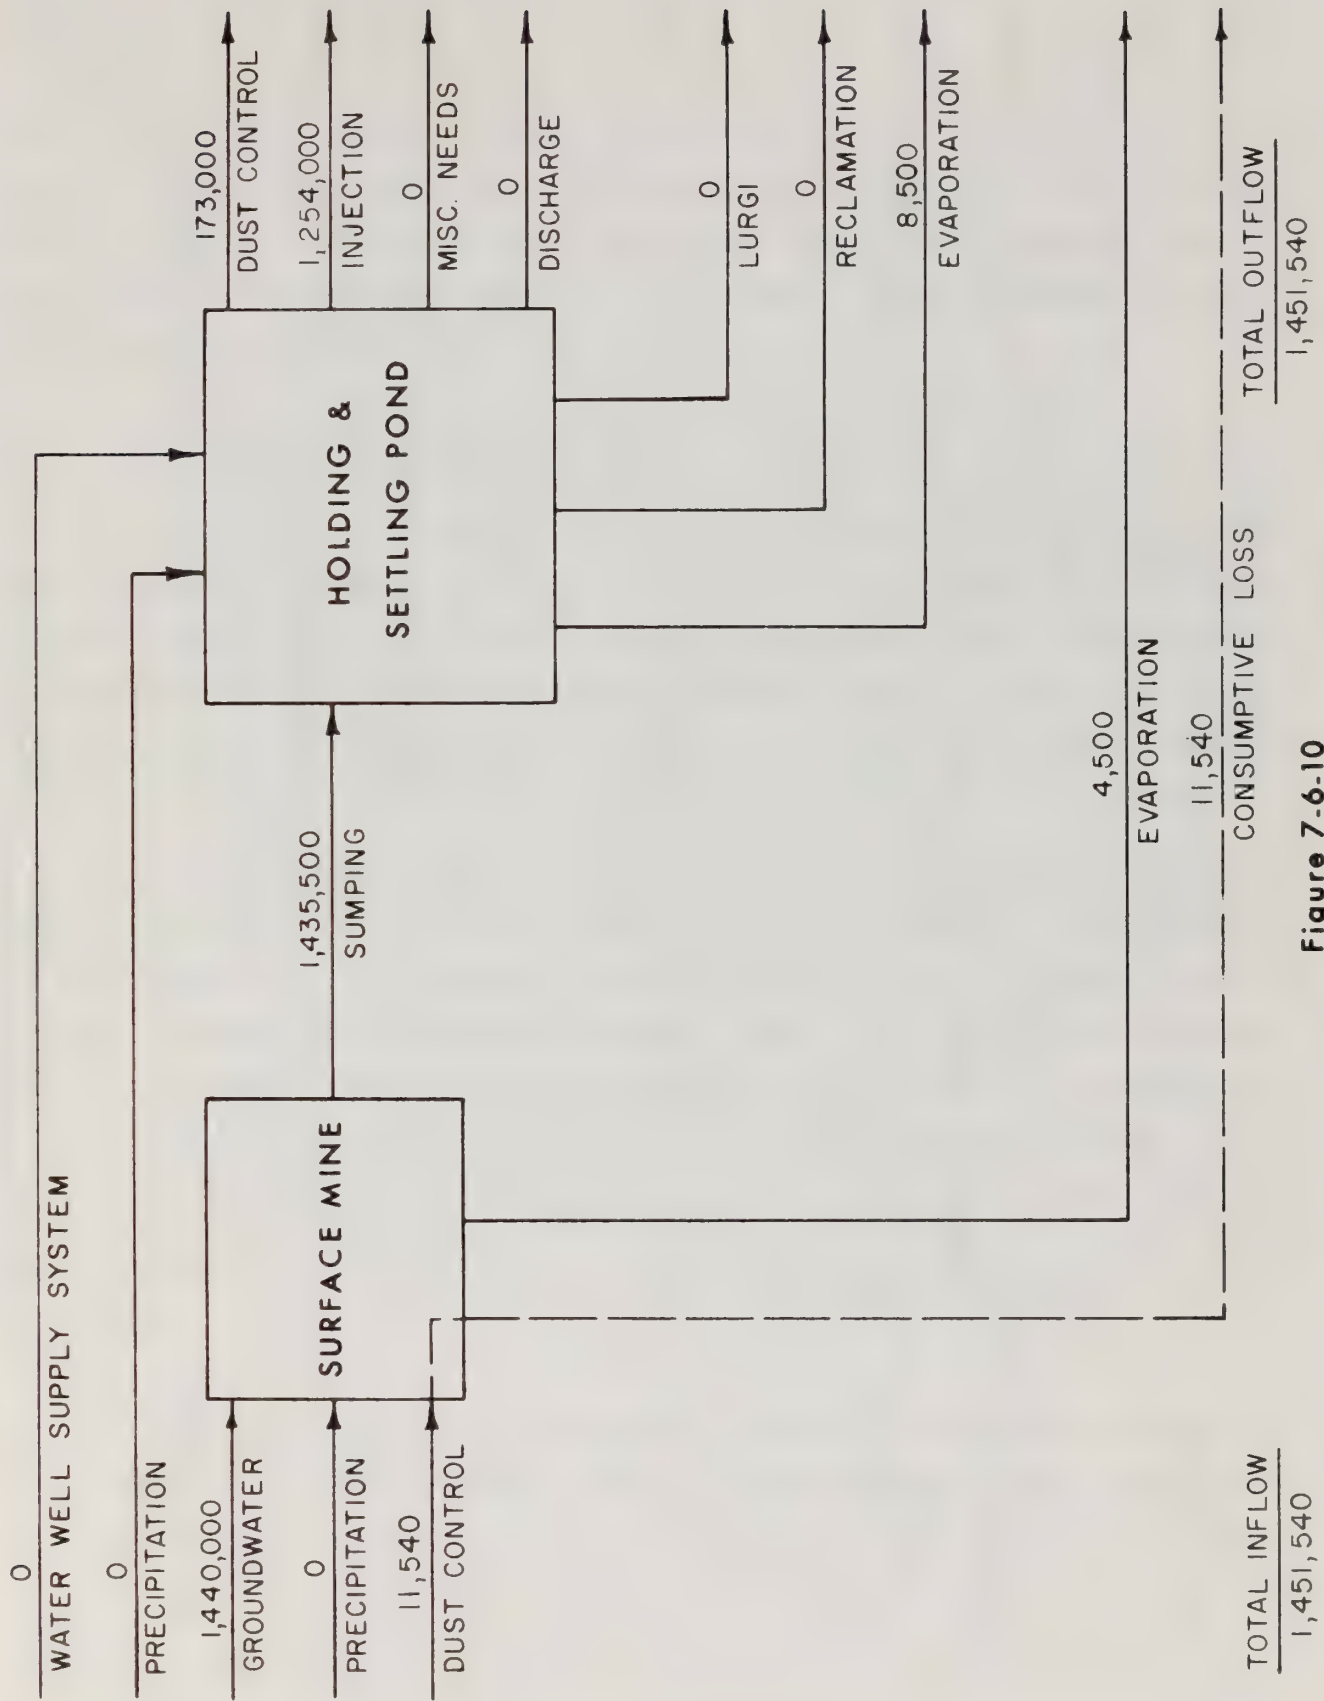 0
WATER WELL SUPPLY SYSTEM
0
PRECIPITATION
1,440,000
GROUNDWATER
0
PRECIPITATION
11,540
DUST CONTROL
SURFACE MINE
1,435,500
SUMPING
HOLDING &
SETTLING POND
173,000
DUST CONTROL
1,254,000
INJECTION
0
MISC. NEEDS
0
DISCHARGE
0
LURGI
0
RECLAMATION
8,500
EVAPORATION
4,500
EVAPORATION
11,540
CONSUMPTIVE LOSS
TOTAL INFLOW
1,451,540
TOTAL OUTFLOW
1,451,540
Figure 7-6-10